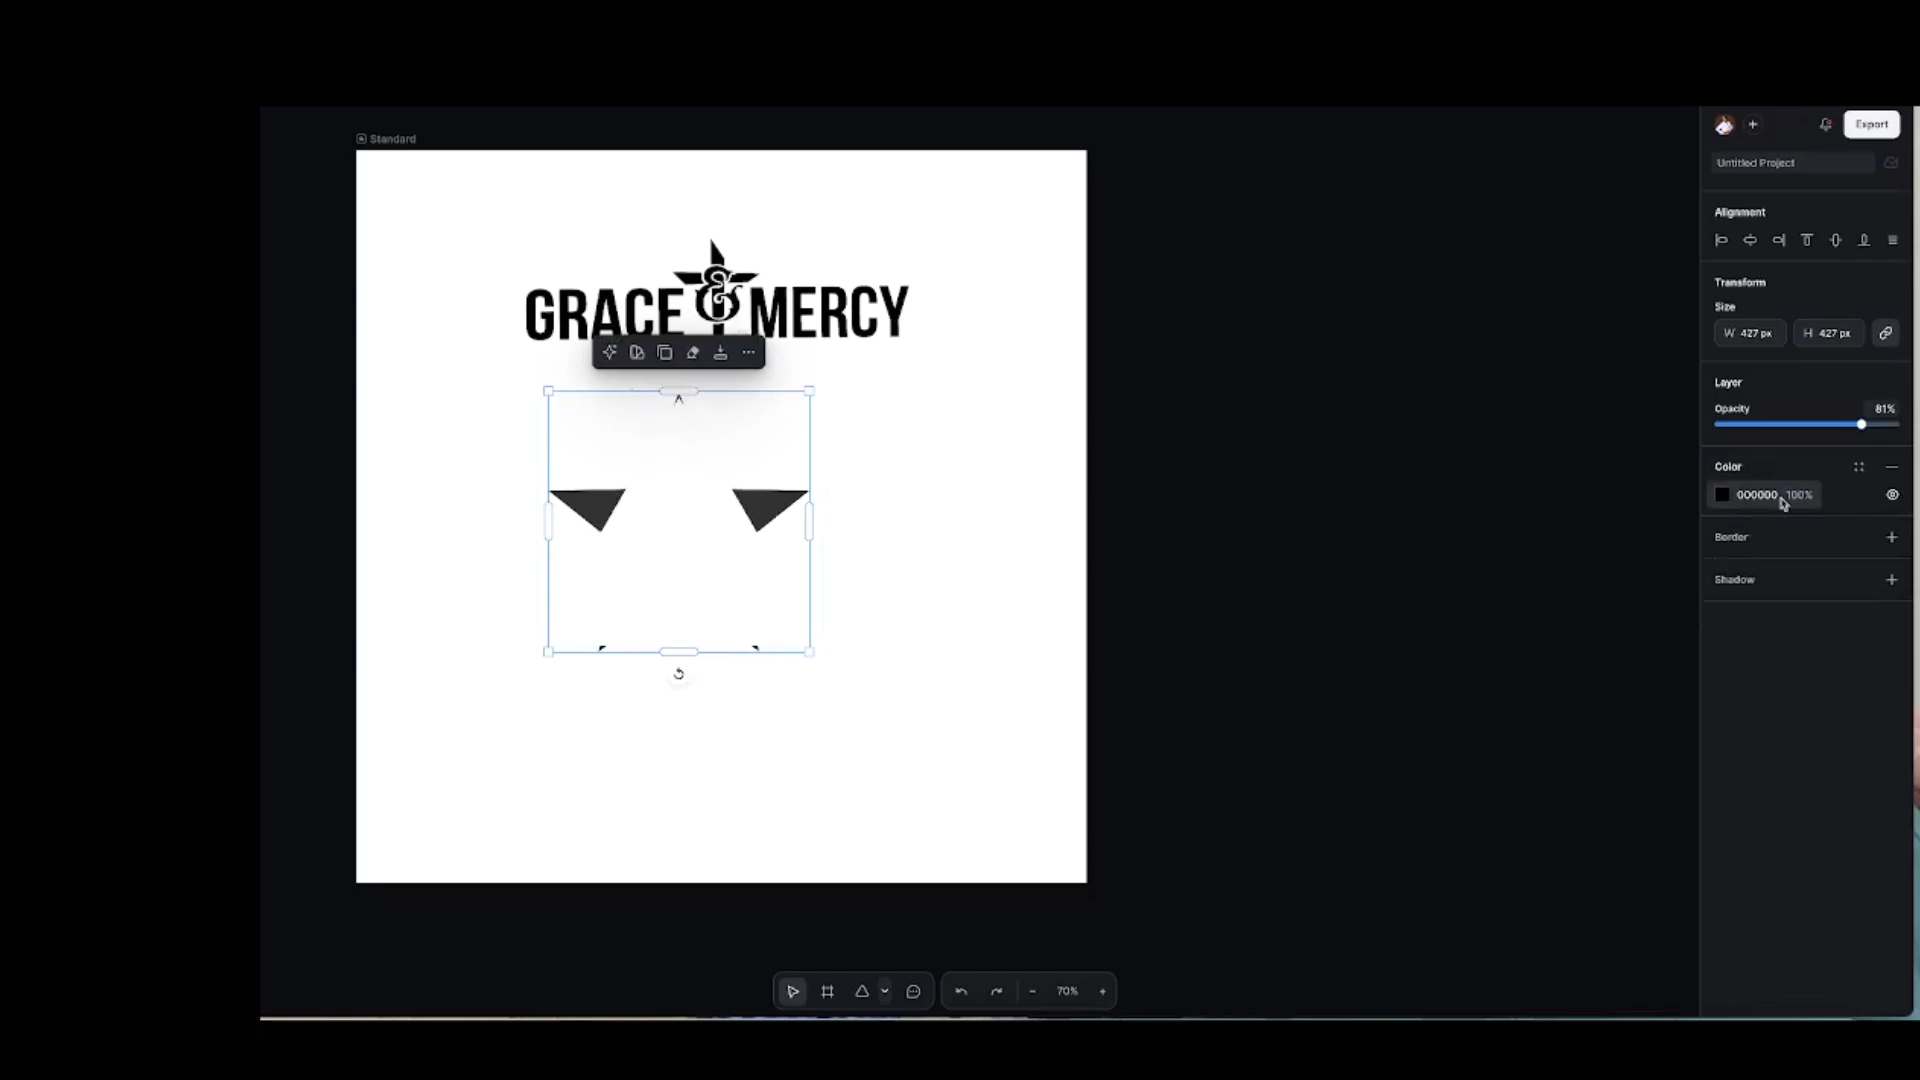 Standard
GRACE & MERCY
Export
Untitled Project
Alignment
Transform
Size
W 427 px H 427 px
Layer
Opacity 81%
Color
000000 100%
Border
Shadow
70%